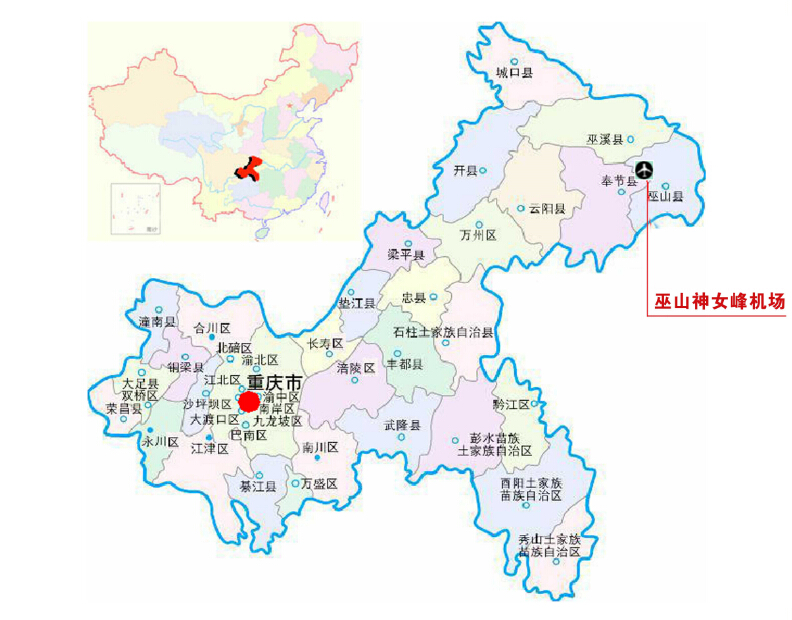 城口县
巫溪县
开县
奉节县
巫山县
云阳县
万州区
梁平县
忠县
垫江县
巫山神女峰机场
潼南县
合川区
石柱土家族自治县
长寿区
北碚区
渝北区
丰都县
铜梁县
涪陵区
大足县
江北区
重庆市
双桥区
沙坪坝区
渝中区
荣昌县
南岸区
黔江区
大渡口区
九龙坡区
武隆县
巴南区
永川区
江津区
南川区
彭水苗族
土家族自治区
綦江县
万盛区
酉阳土家族
苗族自治区
秀山土家族
苗族自治区